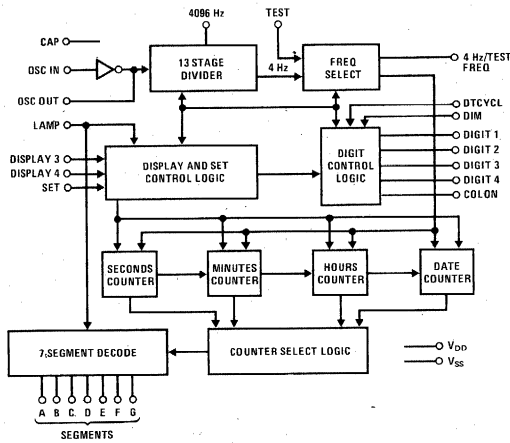 4096 Hz
TEST
CAP
OSC IN
13 STAGE
DIVIDER
4 Hz
FREQ
SELECT
4 Hz/TEST
FREQ
OSC OUT
DTCYCL
DIM
LAMP
DIGIT 1
DISPLAY 3
DISPLAY AND SET
CONTROL LOGIC
DIGIT
CONTROL
LOGIC
DIGIT 2
DISPLAY 4
DIGIT 3
SET
DIGIT 4
COLON
SECONDS
COUNTER
MINUTES
COUNTER
HOURS
COUNTER
DATE
COUNTER
7-SEGMENT DECODE
COUNTER SELECT LOGIC
VDD
VSS
A B C D E F G
SEGMENTS